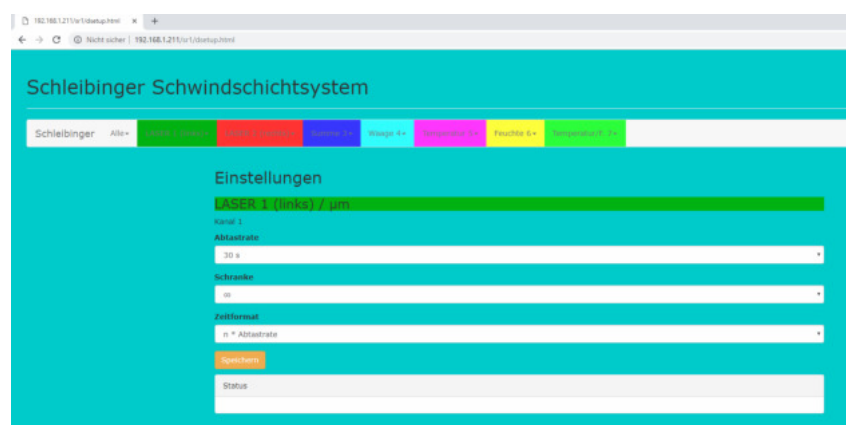 192.168.1.211/sr1/dsetup.html × +
← → C Nicht sicher | 192.168.1.211/sr1/dsetup.html
Schleibinger Schwindschichtsystem
Schleibinger Alle Summe 3 Waage 4 Feuchte 6 Temperatur/F. 7
Einstellungen
LASER 1 (links) / µm
Kanal 1
Abtastrate
30 s
Schranke
∞
Zeitformat
n * Abtastrate
Speichern
Status